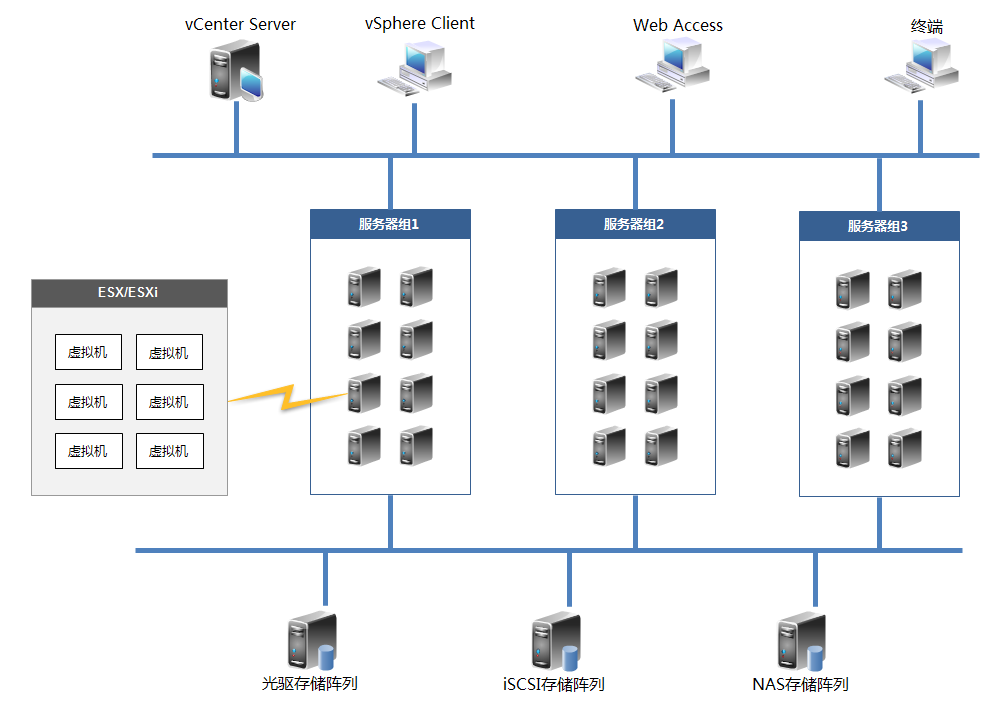 vCenter Server
vSphere Client
Web Access
终端
服务器组1
服务器组2
服务器组3
ESX/ESXi
虚拟机
虚拟机
虚拟机
虚拟机
虚拟机
虚拟机
光驱存储阵列
iSCSI存储阵列
NAS存储阵列